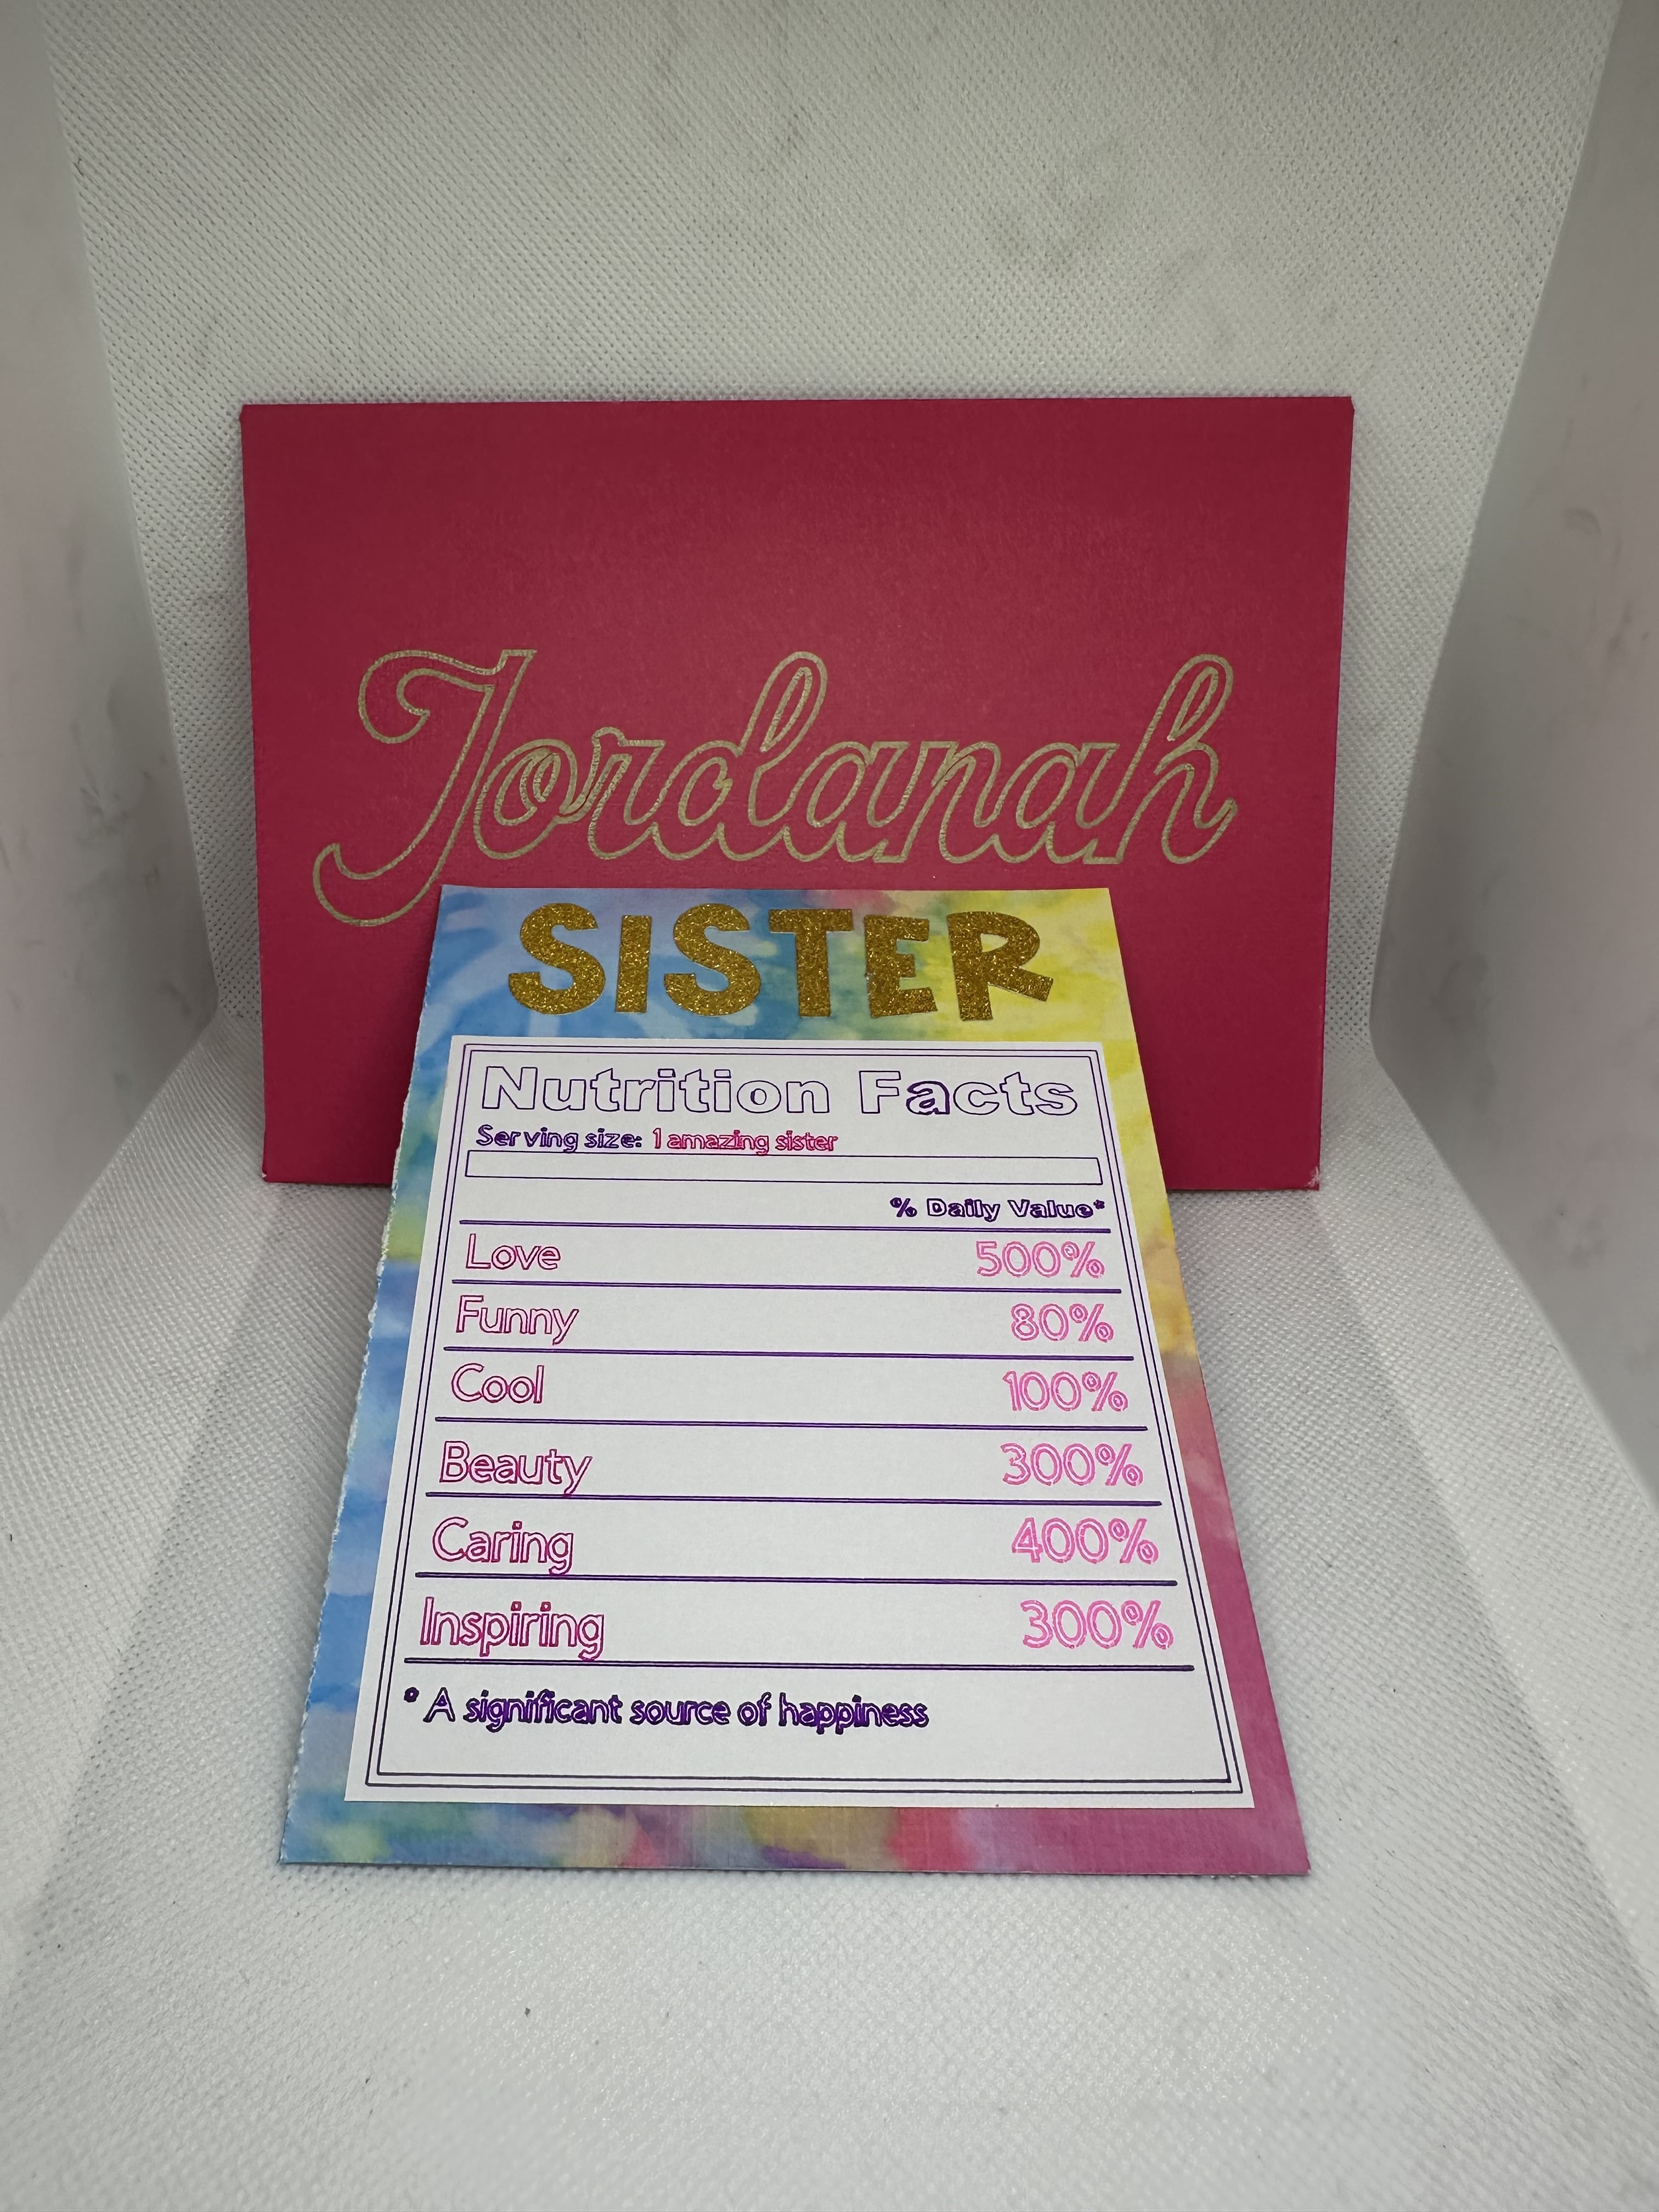 Jordanah
SISTER
Nutrition Facts
Serving size: 1 amazing sister
% Daily Value*
Love 500%
Funny 80%
Cool 100%
Beauty 300%
Caring 400%
Inspiring 300%
* A significant source of happiness